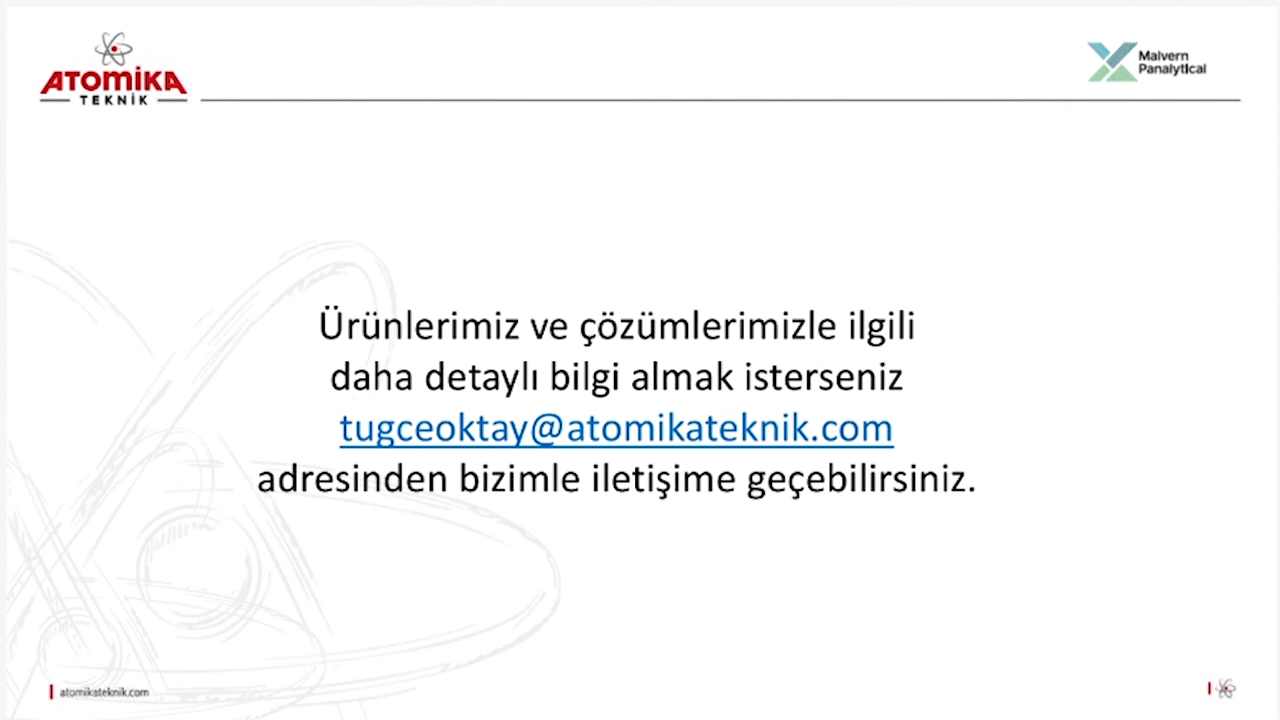 ATOMİKA
TEKNİK
Malvern
Panalytical
Ürünlerimiz ve çözümlerimizle ilgili
daha detaylı bilgi almak isterseniz
tugceoktay@atomikateknik.com
adresinden bizimle iletişime geçebilirsiniz.
atomikateknik.com